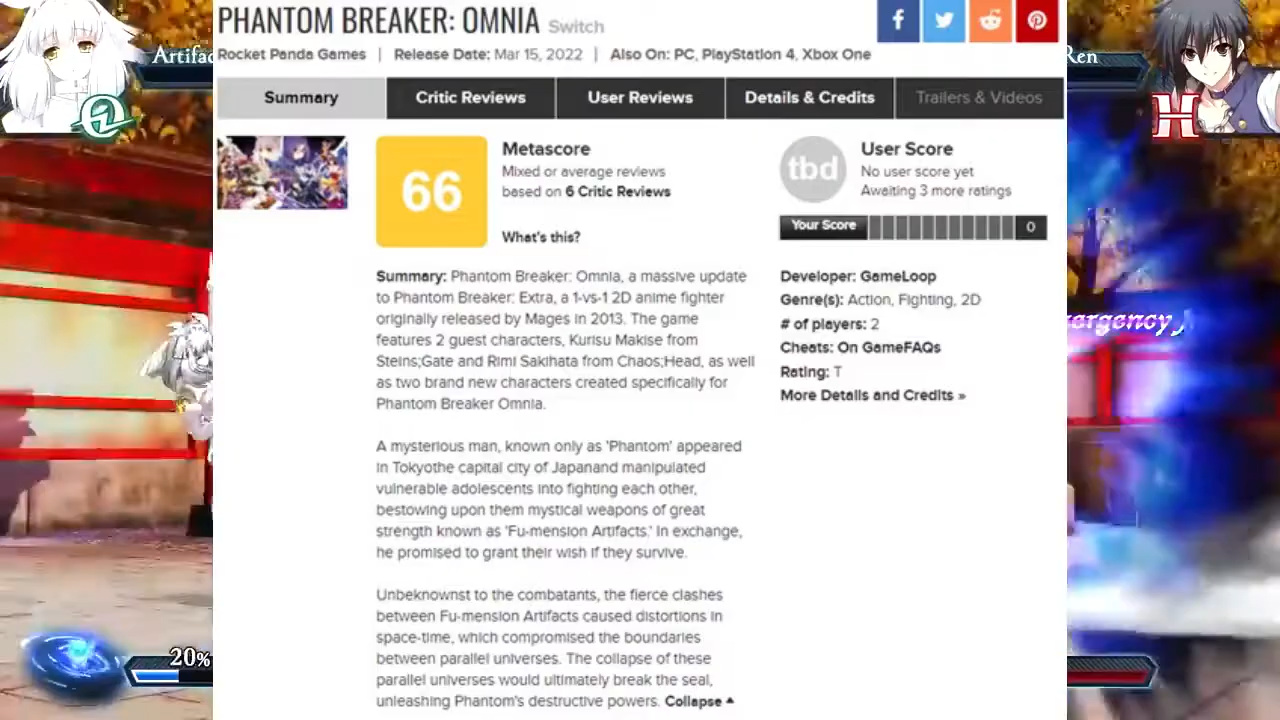 PHANTOM BREAKER: OMNIA Switch
Rocket Panda Games | Release Date: Mar 15, 2022 | Also On: PC, PlayStation 4, Xbox One
Summary Critic Reviews User Reviews Details & Credits Trailers & Videos
66
Metascore
Mixed or average reviews
based on 6 Critic Reviews
What's this?
tbd
User Score
No user score yet
Awaiting 3 more ratings
Your Score 0
Summary: Phantom Breaker: Omnia, a massive update
to Phantom Breaker: Extra, a 1-vs-1 2D anime fighter
originally released by Mages in 2013. The game
features 2 guest characters, Kurisu Makise from
Steins;Gate and Rimi Sakihata from Chaos;Head, as well
as two brand new characters created specifically for
Phantom Breaker Omnia.
A mysterious man, known only as 'Phantom' appeared
in Tokyothe capital city of Japanand manipulated
vulnerable adolescents into fighting each other,
bestowing upon them mystical weapons of great
strength known as 'Fu-mension Artifacts.' In exchange,
he promised to grant their wish if they survive.
Unbeknownst to the combatants, the fierce clashes
between Fu-mension Artifacts caused distortions in
space-time, which compromised the boundaries
between parallel universes. The collapse of these
parallel universes would ultimately break the seal,
unleashing Phantom's destructive powers. Collapse
Developer: GameLoop
Genre(s): Action, Fighting, 2D
# of players: 2
Cheats: On GameFAQs
Rating: T
More Details and Credits »
Artifac
Ren
H
ergency
20%